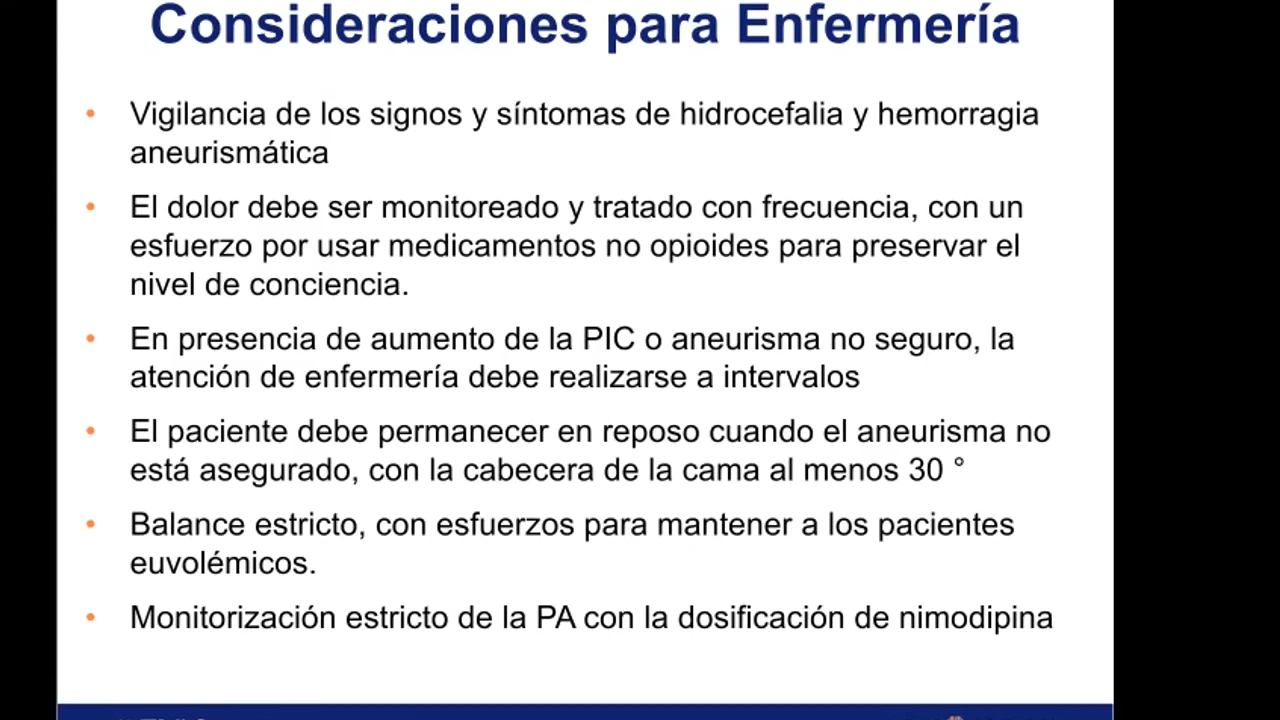 Consideraciones para Enfermería
• Vigilancia de los signos y síntomas de hidrocefalia y hemorragia
aneurismática
• El dolor debe ser monitoreado y tratado con frecuencia, con un
esfuerzo por usar medicamentos no opioides para preservar el
nivel de conciencia.
• En presencia de aumento de la PIC o aneurisma no seguro, la
atención de enfermería debe realizarse a intervalos
• El paciente debe permanecer en reposo cuando el aneurisma no
está asegurado, con la cabecera de la cama al menos 30 °
• Balance estricto, con esfuerzos para mantener a los pacientes
euvolémicos.
• Monitorización estricto de la PA con la dosificación de nimodipina